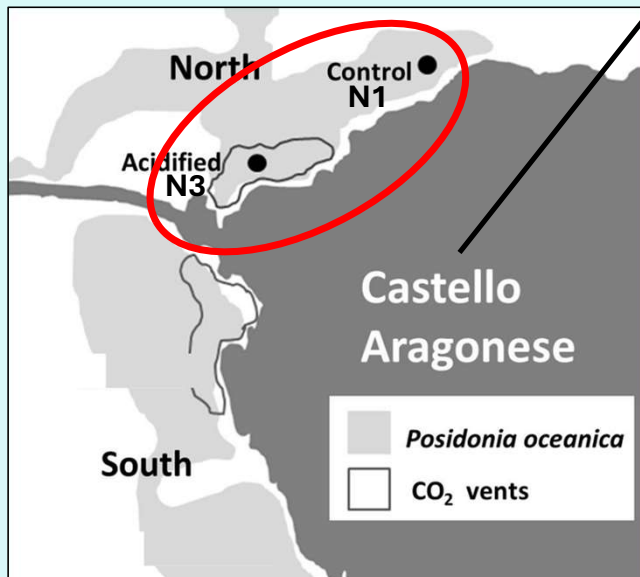 North
Control
N1
Acidified
N3
Castello
Aragonese
Posidonia oceanica
CO₂ vents
South